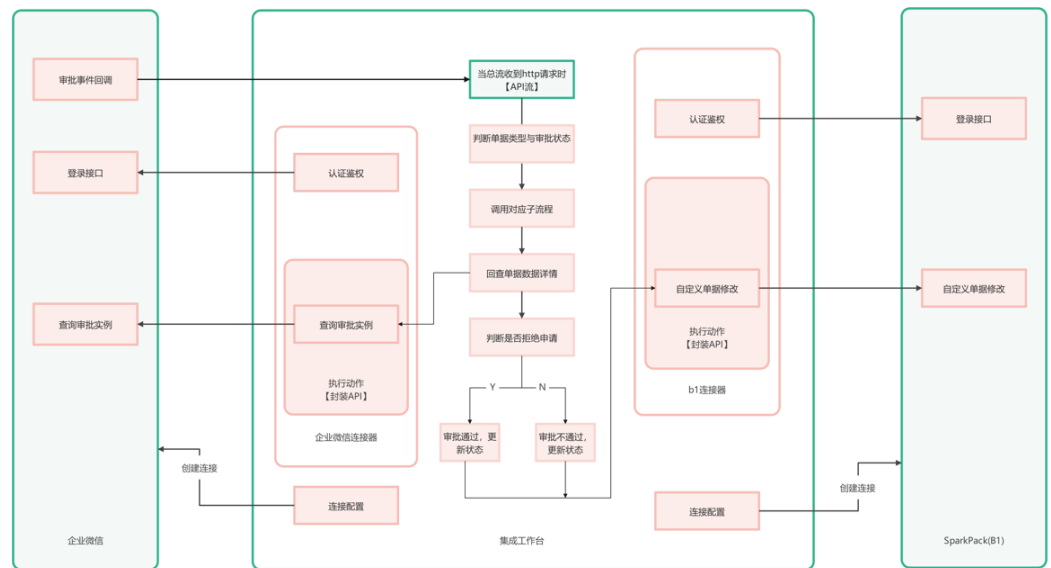 审批事件回调
登录接口
查询审批实例
创建连接
企业微信
认证鉴权
查询审批实例
执行动作
【封装API】
企业微信连接器
连接配置
当总流收到http请求时
【API流】
判断单据类型与审批状态
调用对应子流程
回查单据数据详情
判断是否拒绝申请
Y
N
审批通过，更
新状态
审批不通过，
更新状态
集成工作台
认证鉴权
自定义单据修改
执行动作
【封装API】
b1连接器
连接配置
创建连接
登录接口
自定义单据修改
SparkPack(B1)